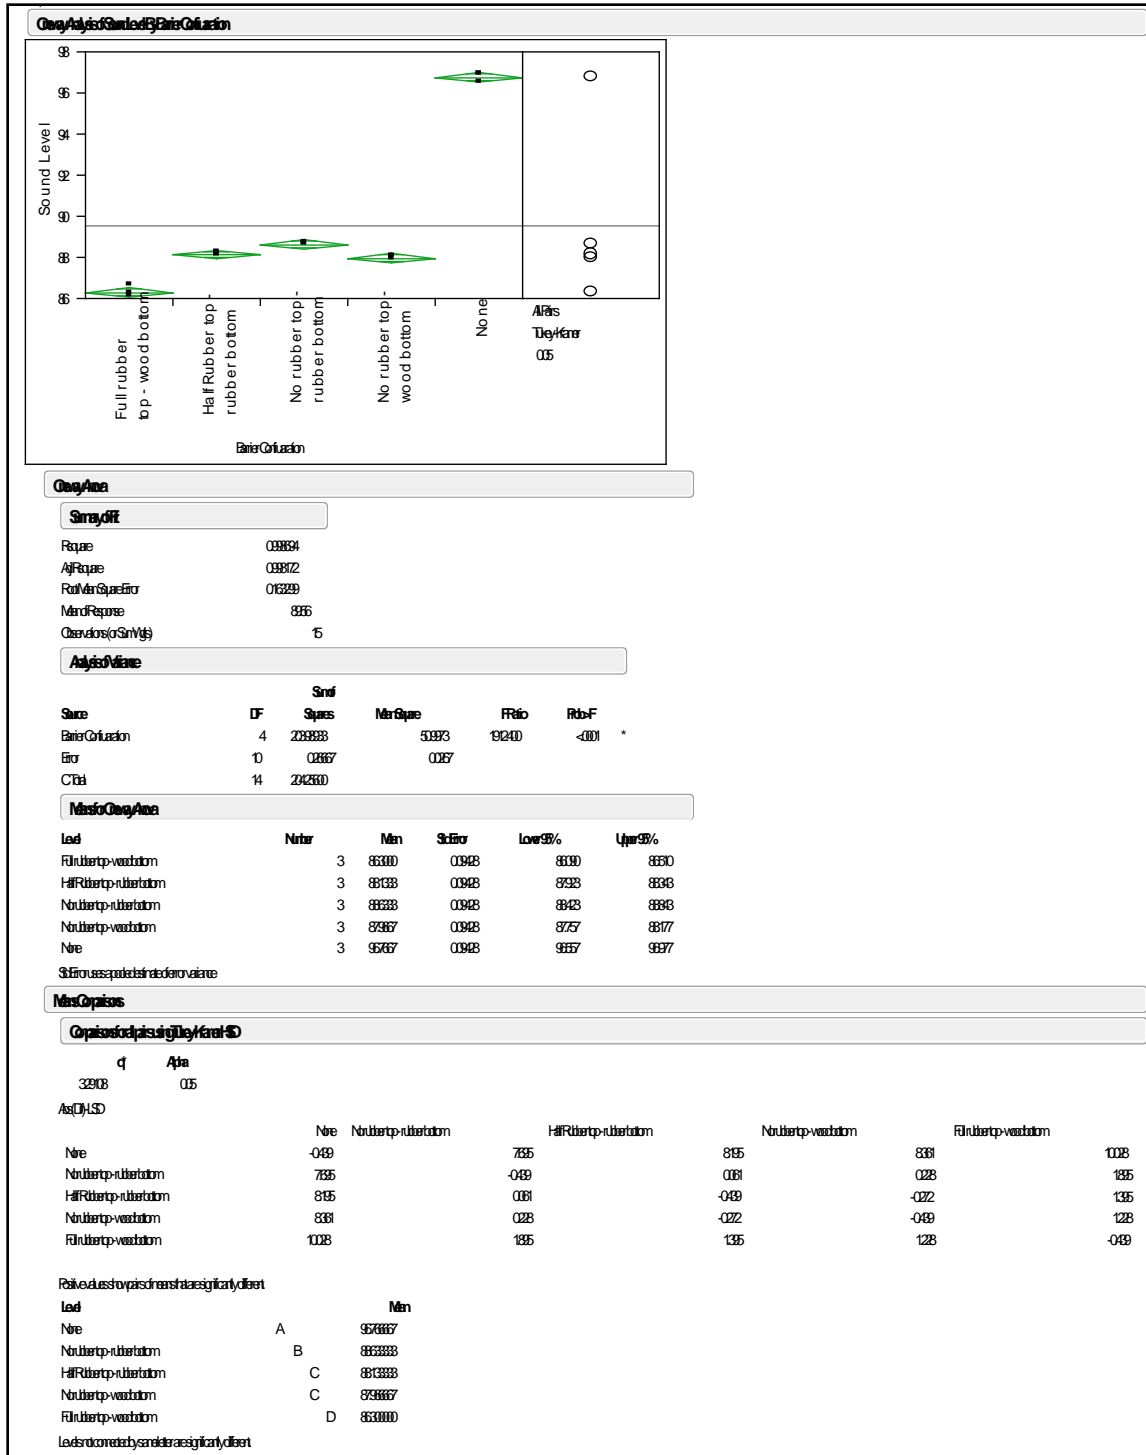 Oneway Analysis of Sound Level By Barrier Configuration
98
96
94
92
90
88
86
Sound Level
Full rubber top - wood bottom
Half Rubber top - rubber bottom
No rubber top - rubber bottom
No rubber top - wood bottom
None
All Pairs
Tukey-Kramer
0.05
Barrier Configuration
Oneway Anova
Summary of Fit
Rsquare 0.998694
Adj Rsquare 0.998172
Root Mean Square Error 0.163299
Mean of Response 89.56
Observations (or Sum Wgts) 15
Analysis of Variance
Sum of
Source DF Squares Mean Square F Ratio Prob > F
Barrier Configuration 4 203.98933 50.9973 1912.400 <.0001 *
Error 10 0.26667 0.0267
C. Total 14 204.25600
Means for Oneway Anova
Level Number Mean Std Error Lower 95% Upper 95%
Full rubber top - wood bottom 3 86.3000 0.09428 86.090 86.510
Half Rubber top - rubber bottom 3 88.1333 0.09428 87.923 88.343
No rubber top - rubber bottom 3 88.6333 0.09428 88.423 88.843
No rubber top - wood bottom 3 87.9667 0.09428 87.757 88.177
None 3 96.7667 0.09428 96.557 96.977
Std Error uses a pooled estimate of error variance
Means Comparisons
Comparisons for all pairs using Tukey-Kramer HSD
q* Alpha
3.29108 0.05
Abs(Dif)-LSD
None No rubber top - rubber bottom Half Rubber top - rubber bottom No rubber top - wood bottom Full rubber top - wood bottom
None -0.439 7.695 8.195 8.361 10.028
No rubber top - rubber bottom 7.695 -0.439 0.061 0.228 1.895
Half Rubber top - rubber bottom 8.195 0.061 -0.439 -0.272 1.395
No rubber top - wood bottom 8.361 0.228 -0.272 -0.439 1.228
Full rubber top - wood bottom 10.028 1.895 1.395 1.228 -0.439
Positive values show pairs of means that are significantly different.
Level Mean
None A 96.766667
No rubber top - rubber bottom B 88.633333
Half Rubber top - rubber bottom C 88.133333
No rubber top - wood bottom C 87.966667
Full rubber top - wood bottom D 86.300000
Levels not connected by same letter are significantly different.